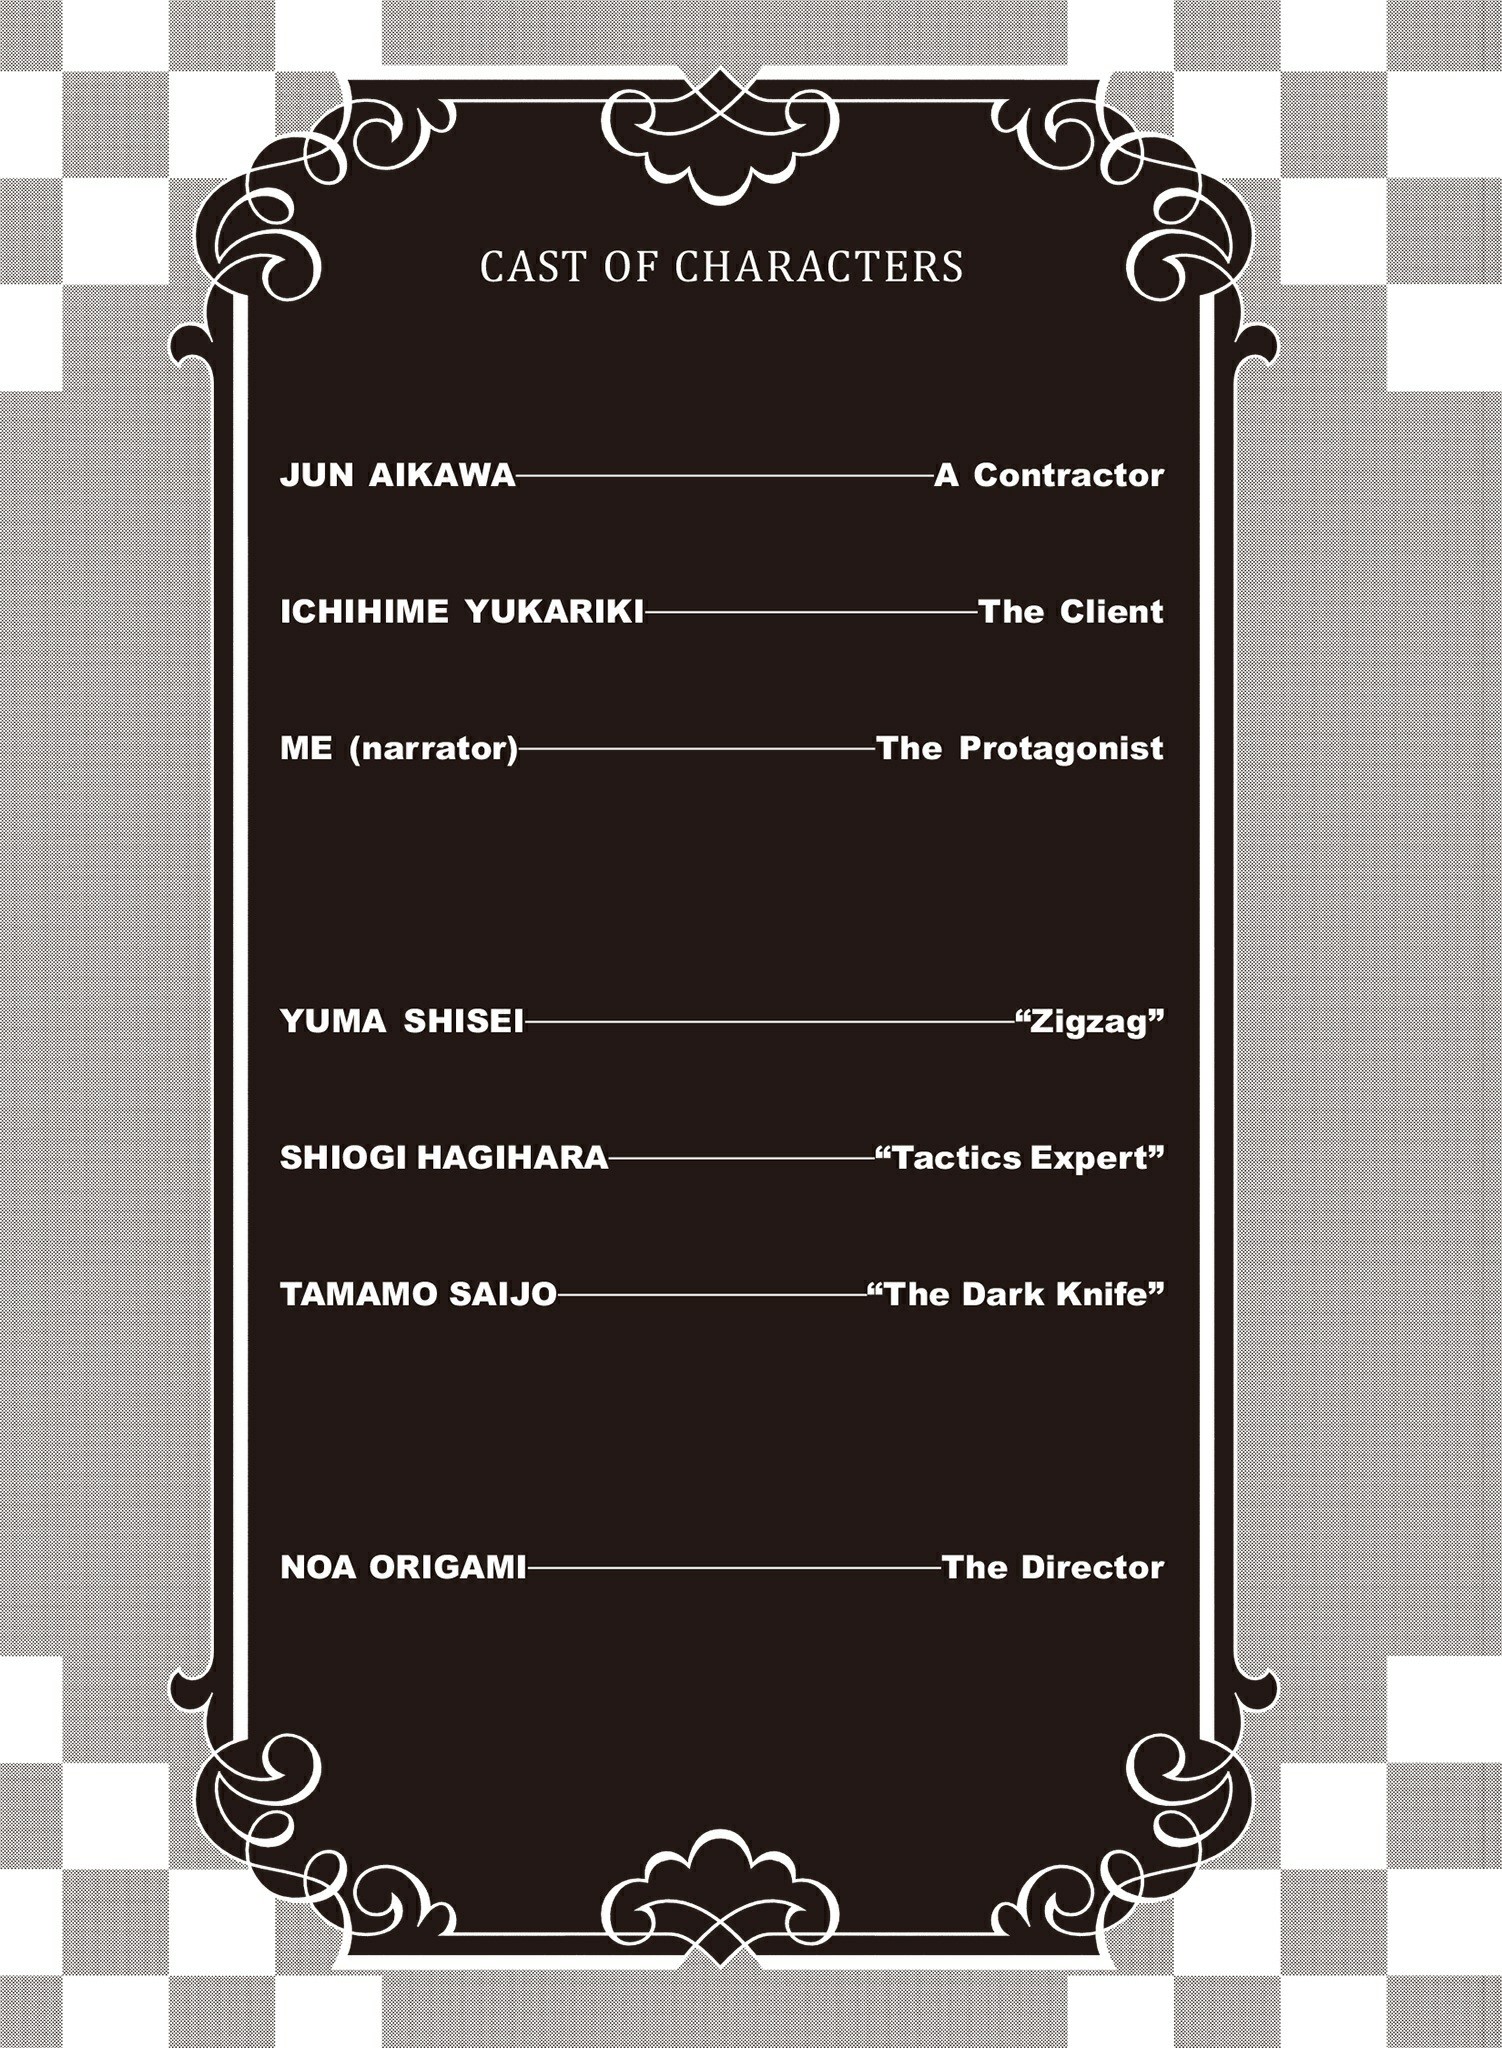 CAST OF CHARACTERS
JUN AIKAWA————A Contractor
ICHIHIME YUKARIKI————The Client
ME (narrator)————The Protagonist
YUMA SHISEI————“Zigzag”
SHIOGI HAGIHARA————“Tactics Expert”
TAMAMO SAIJO————“The Dark Knife”
NOA ORIGAMI————The Director